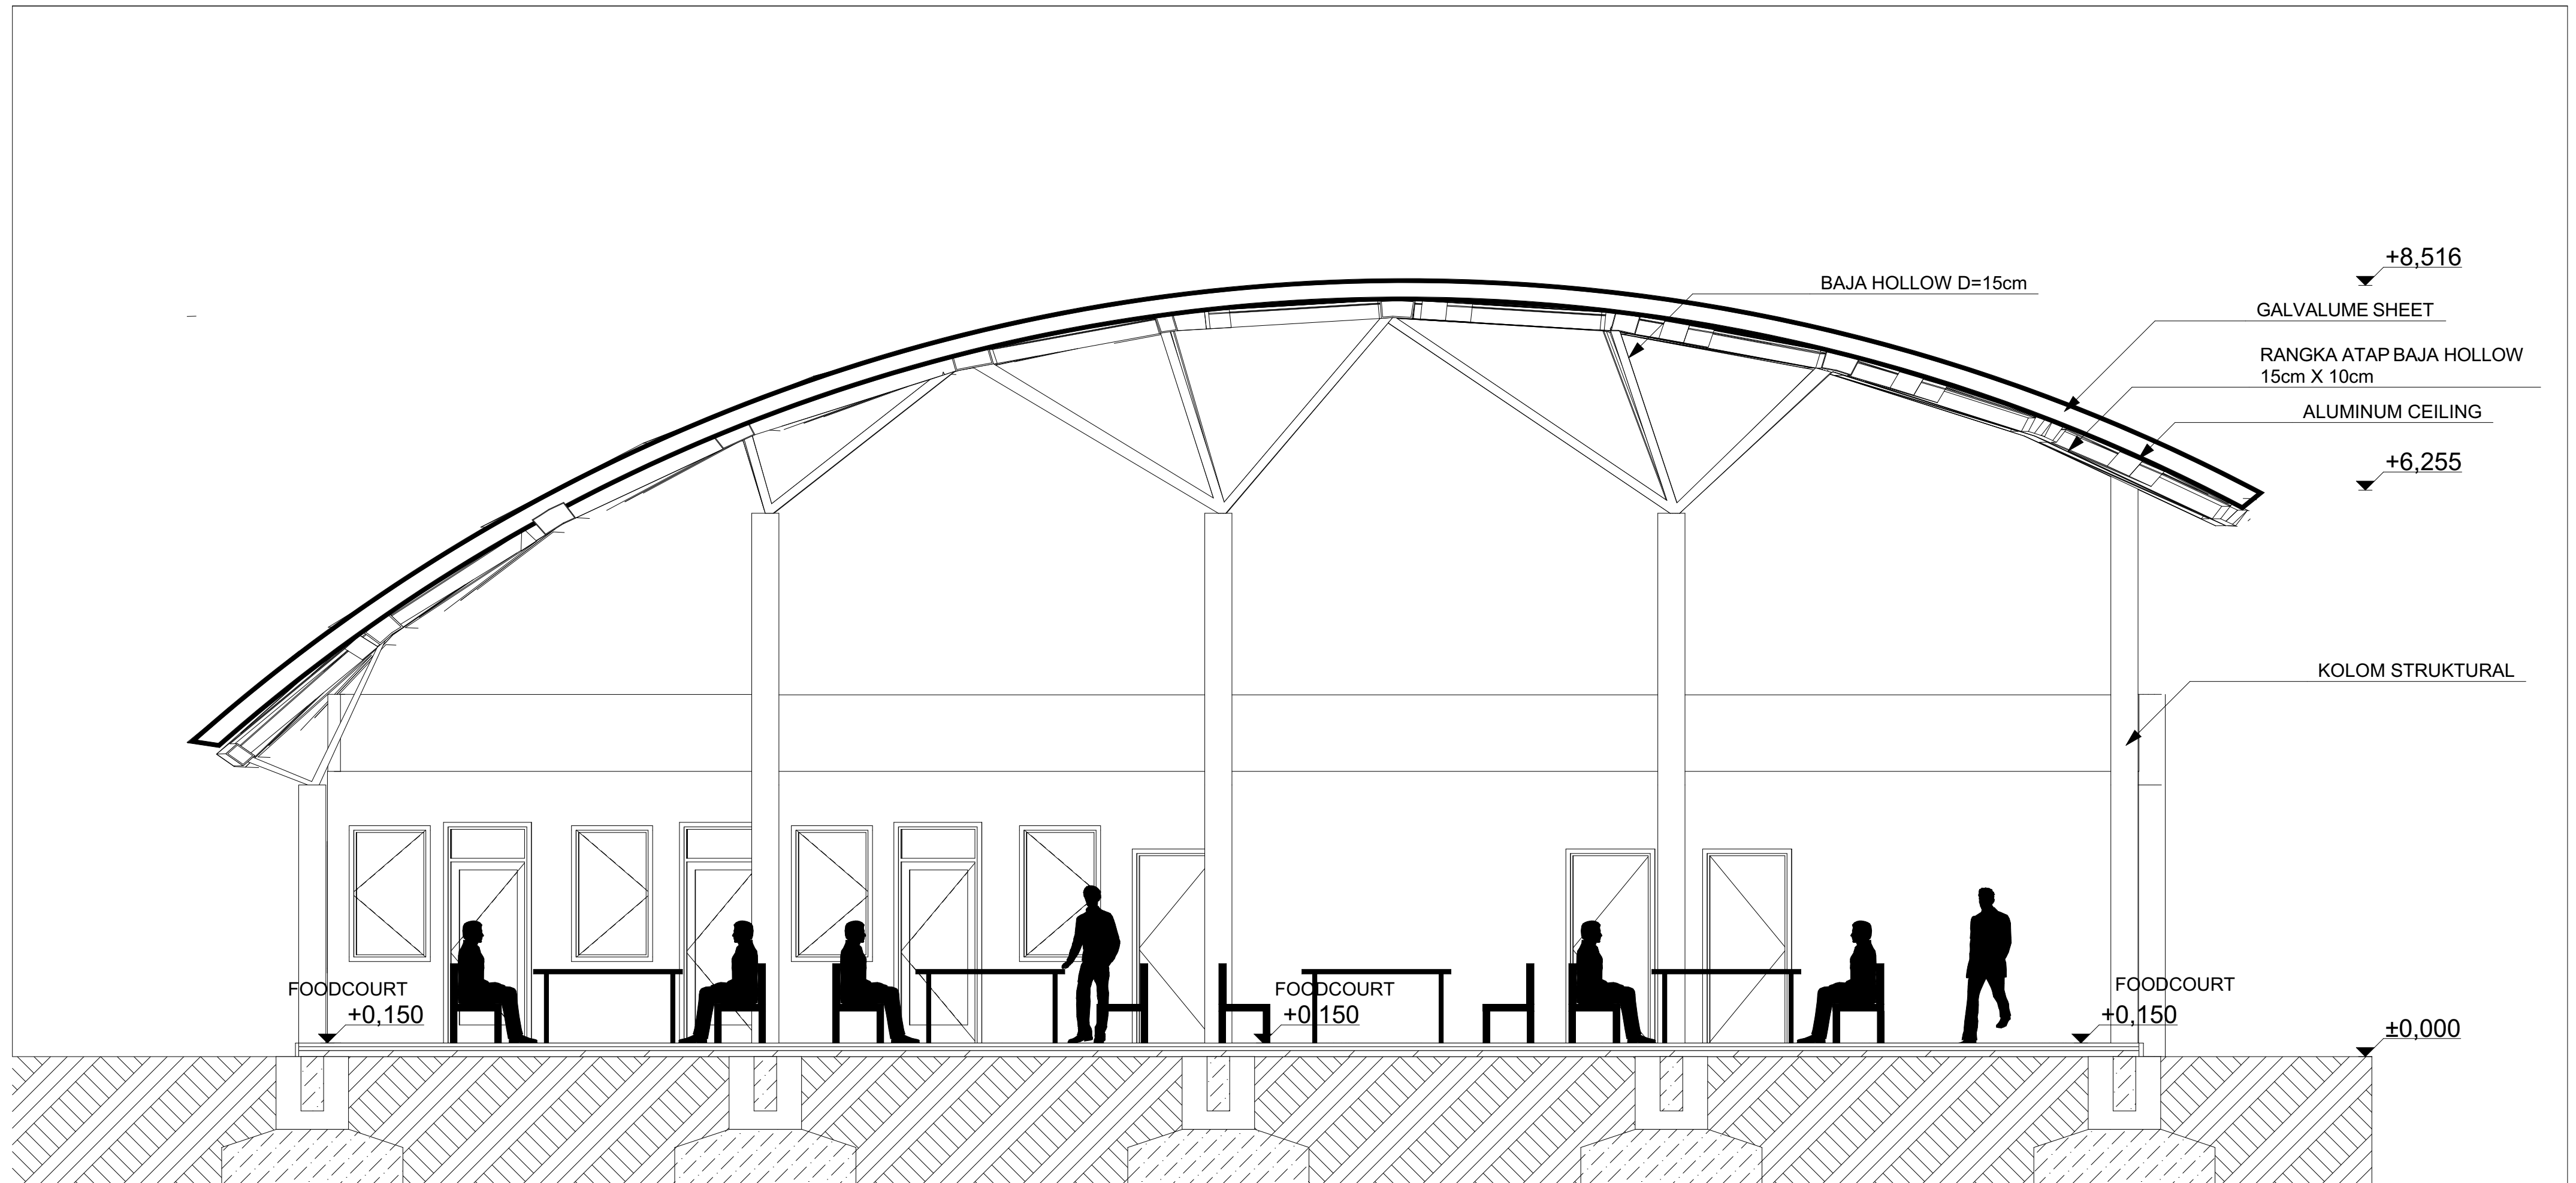 +8,516
BAJA HOLLOW D=15cm
GALVALUME SHEET
RANGKA ATAP BAJA HOLLOW
15cm X 10cm
ALUMINUM CEILING
+6,255
KOLOM STRUKTURAL
FOODCOURT
+0,150
FOODCOURT
+0,150
FOODCOURT
+0,150
±0,000